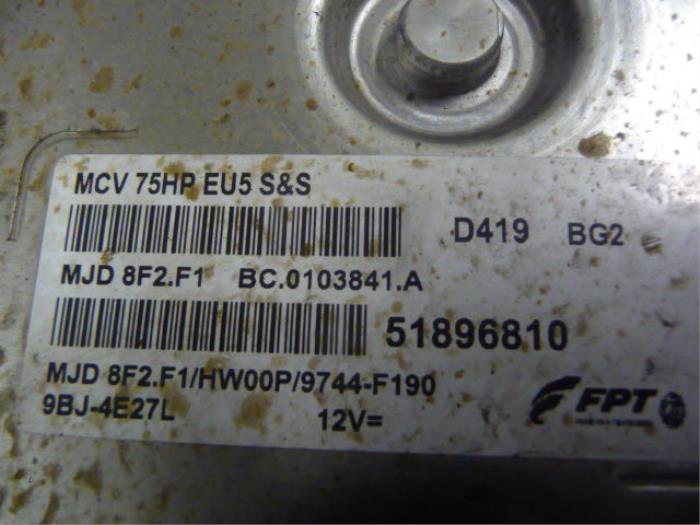 MCV 75HP EU5 S&S
D419 BG2
MJD 8F2.F1 BC.0103841.A
51896810
MJD 8F2.F1/HW00P/9744-F190
9BJ-4E27L 12V=
FPT